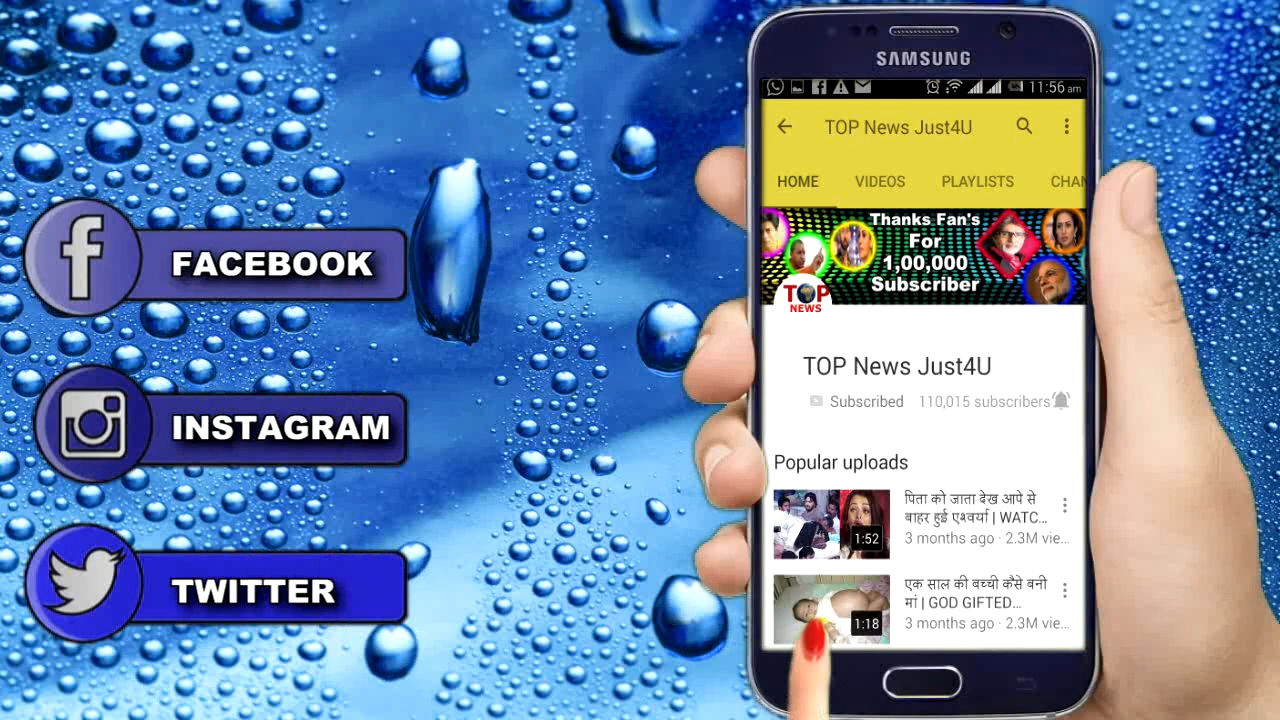 FACEBOOK
INSTAGRAM
TWITTER
SAMSUNG
11:56 am
TOP News Just4U
HOME VIDEOS PLAYLISTS CHAN
Thanks Fan's
For
1,00,000
Subscriber
TOP
NEWS
TOP News Just4U
Subscribed 110,015 subscribers
Popular uploads
पिता को जाता देख आपे से
बाहर हुई एश्वर्या | WATC...
3 months ago · 2.3M vie...
1:52
एक साल की बच्ची कैसे बनी
मां | GOD GIFTED...
3 months ago · 2.3M vie...
1:18